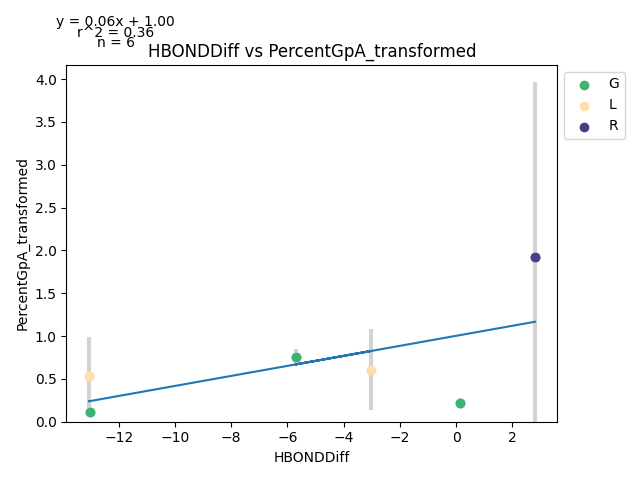 y = 0.06x + 1.00
r^2 = 0.36
n = 6
HBONDDiff vs PercentGpA_transformed
4.0
3.5
3.0
2.5
2.0
1.5
1.0
0.5
0.0
PercentGpA_transformed
−12
−10
−8
−6
−4
−2
0
2
HBONDDiff
G
L
R